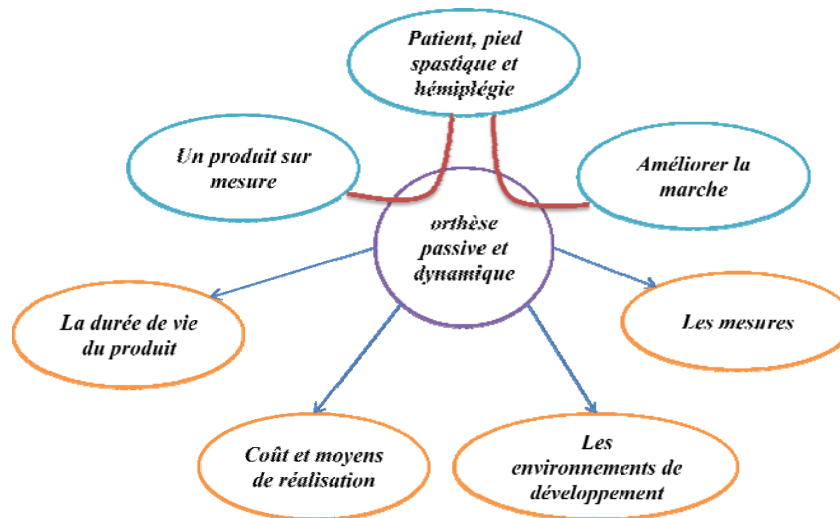 Patient, pied
spastique et
hémiplégie
Un produit sur
mesure
Améliorer la
marche
orthèse
passive et
dynamique
La durée de vie
du produit
Les mesures
Coût et moyens
de réalisation
Les
environnements de
développement